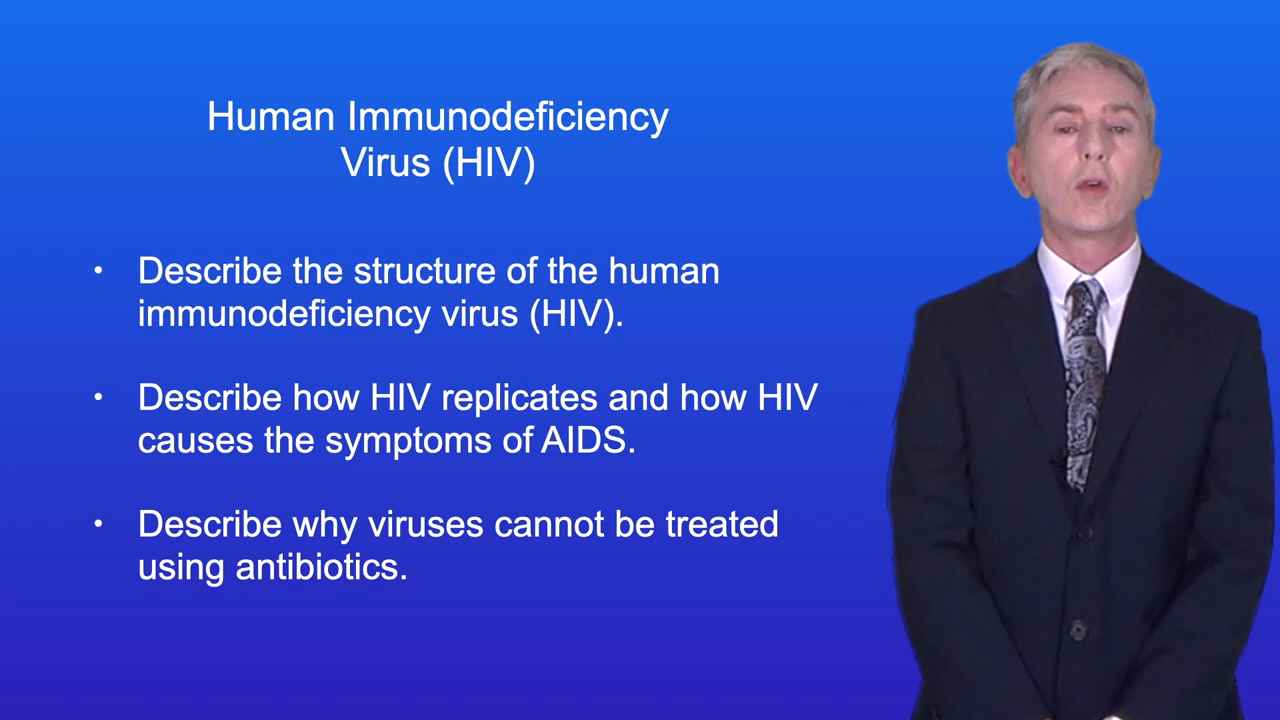 Human Immunodeficiency
Virus (HIV)
• Describe the structure of the human
immunodeficiency virus (HIV).
• Describe how HIV replicates and how HIV
causes the symptoms of AIDS.
• Describe why viruses cannot be treated
using antibiotics.